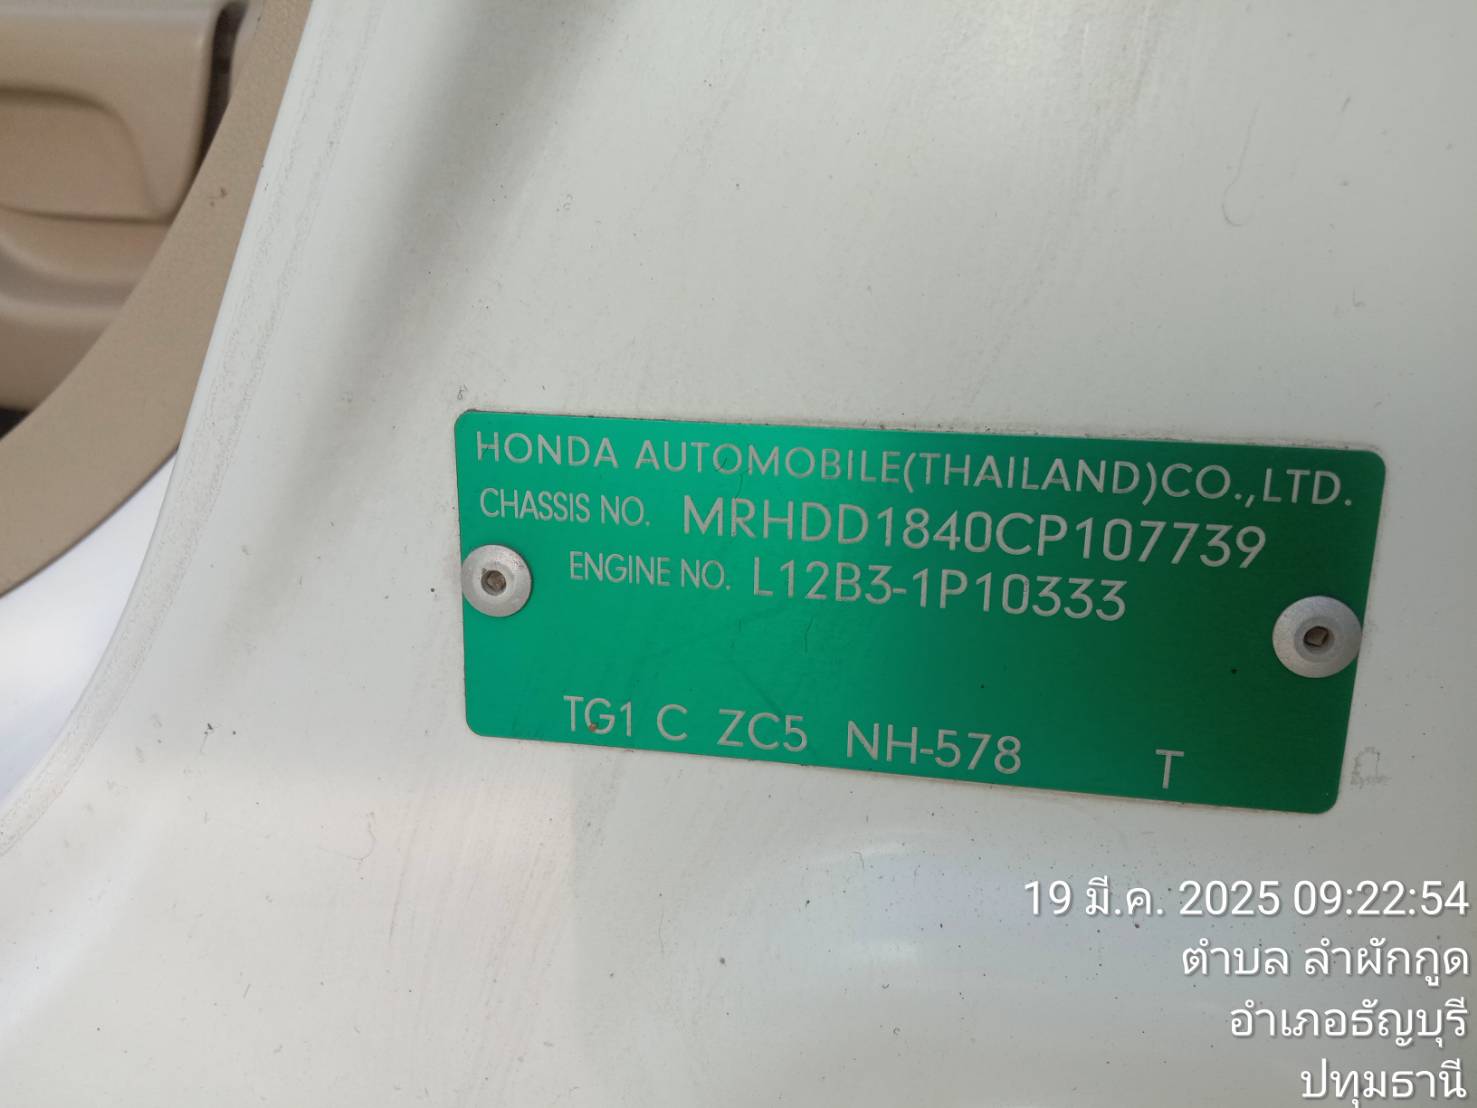 HONDA AUTOMOBILE(THAILAND)CO.,LTD.
CHASSIS NO. MRHDD1840CP107739
ENGINE NO. L12B3-1P10333
TG1 C ZC5 NH-578 T
19 มี.ค. 2025 09:22:54
ตำบล ลำผักกูด
อำเภอธัญบุรี
ปทุมธานี